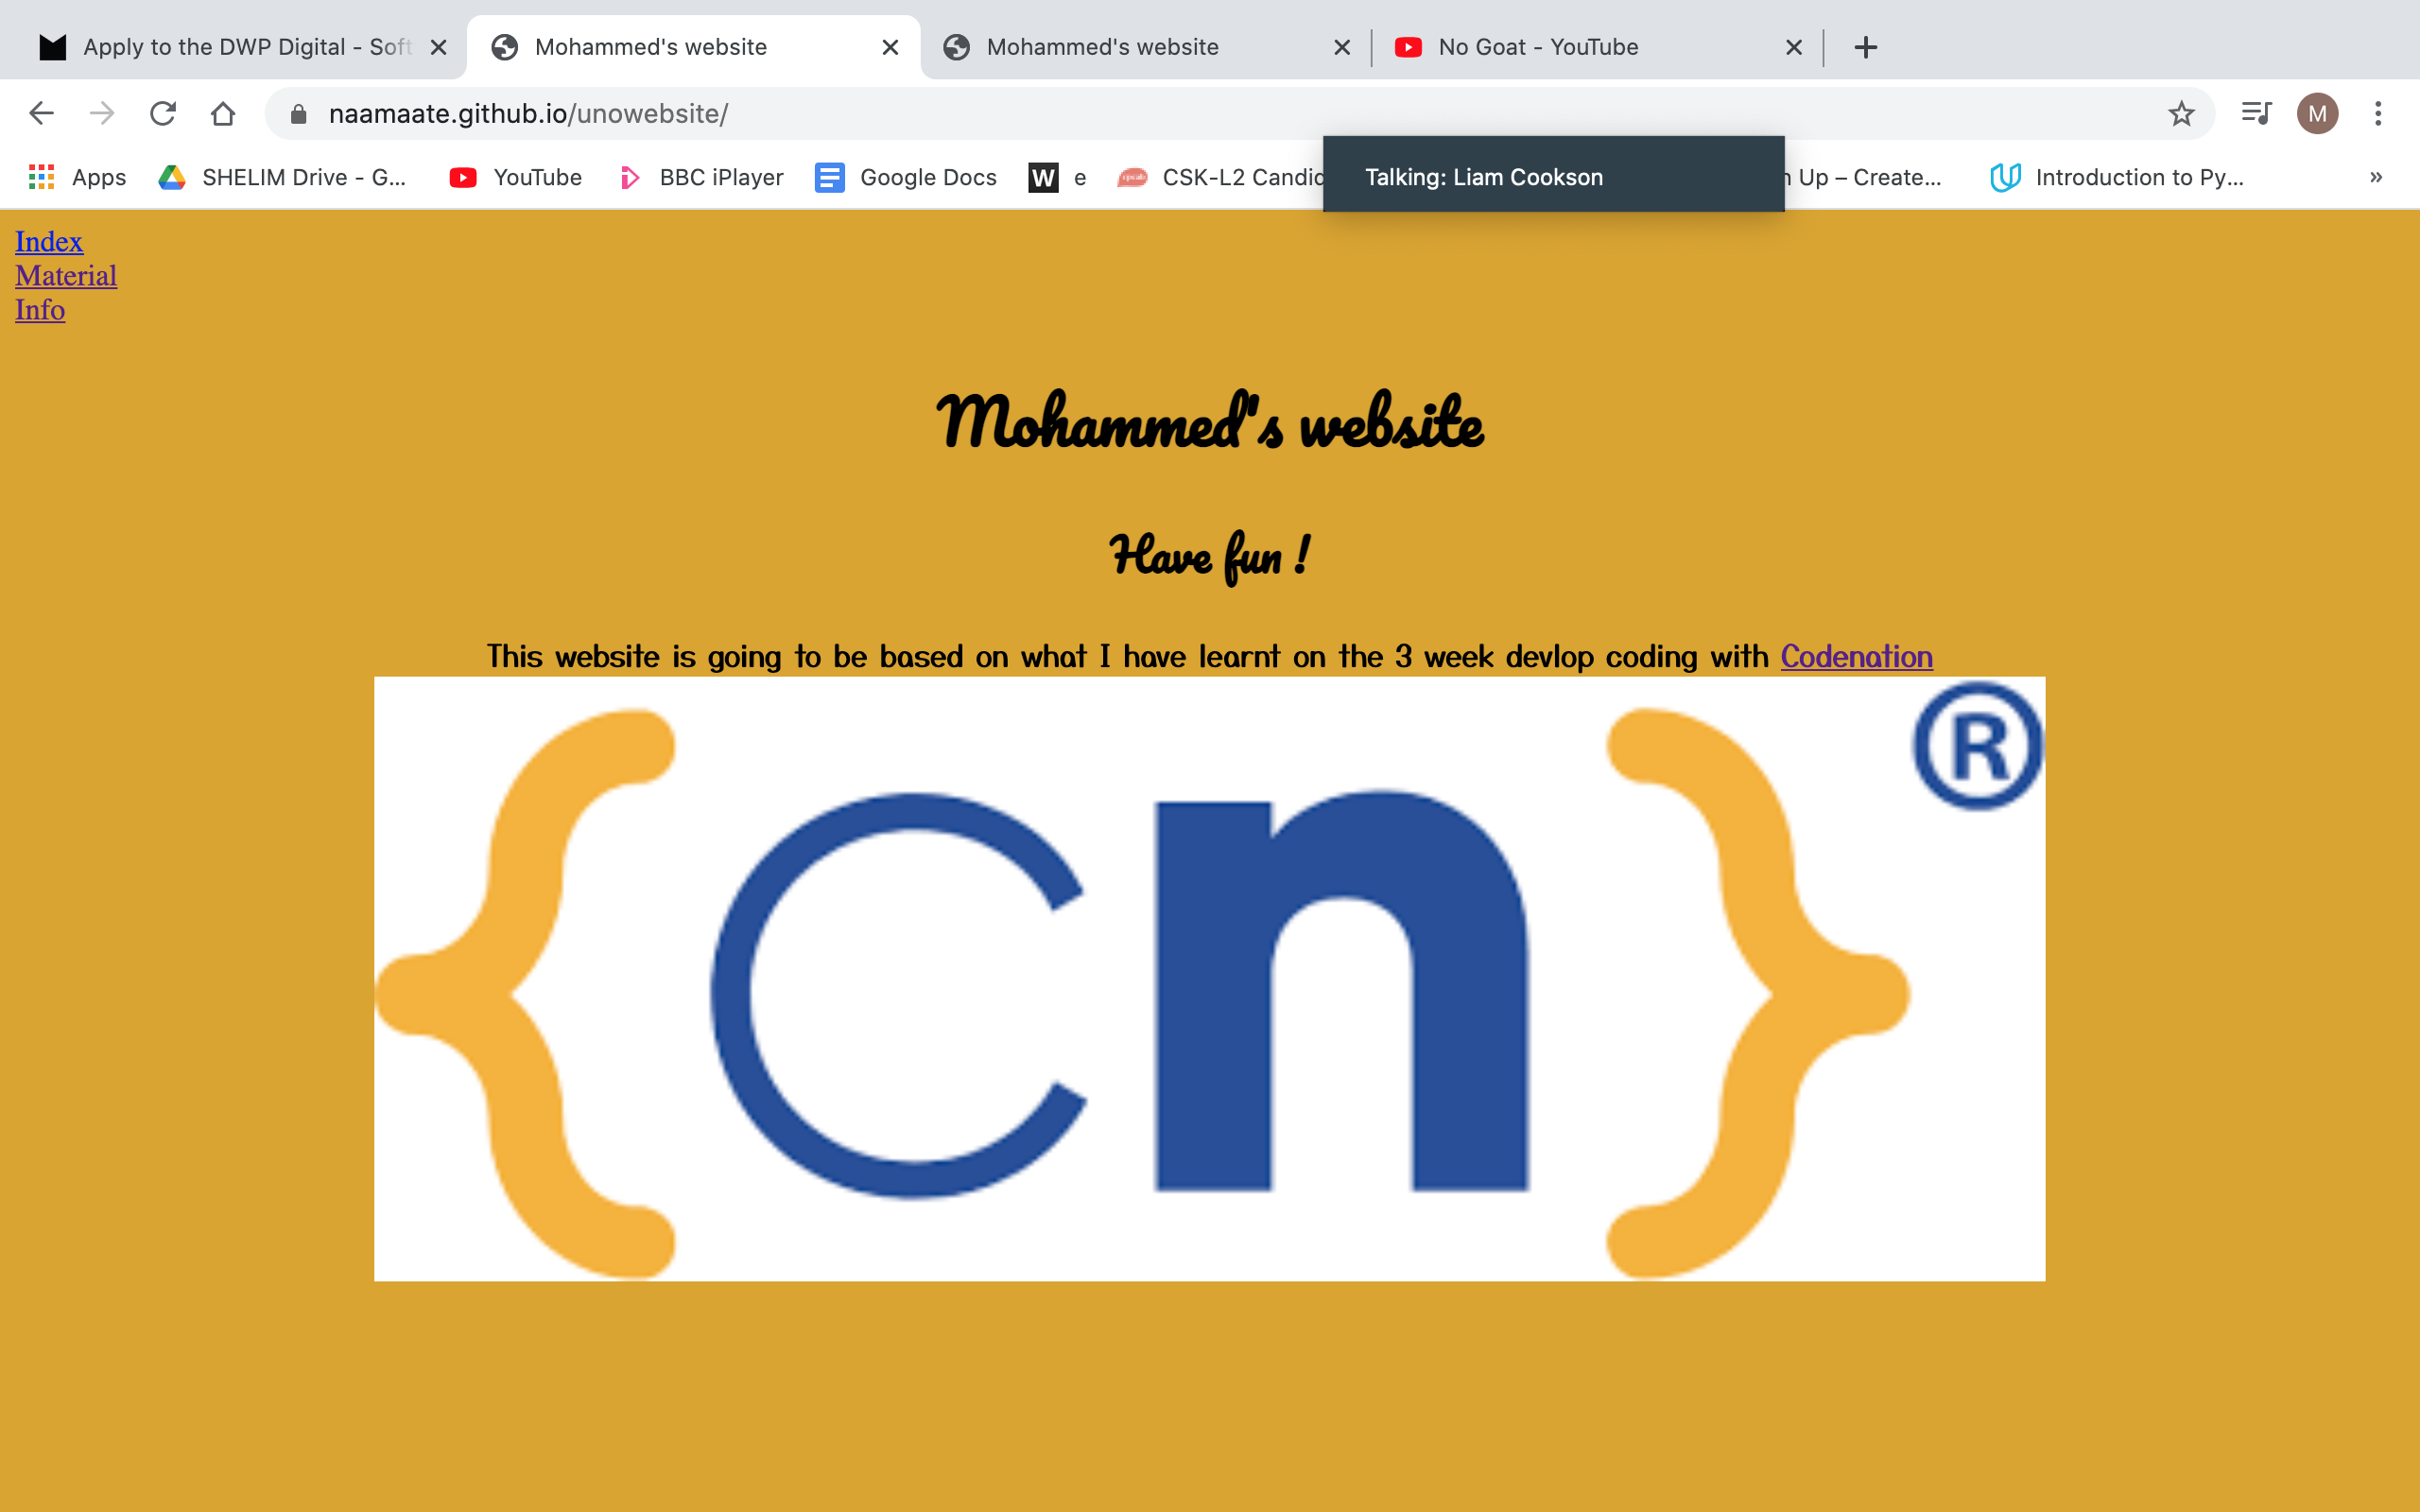 Apply to the DWP Digital - Soft
Mohammed's website
Mohammed's website
No Goat - YouTube
naamaate.github.io/unowebsite/
M
Apps
SHELIM Drive - G...
YouTube
BBC iPlayer
Google Docs
W e
CSK-L2 Candid
Talking: Liam Cookson
Up – Create...
Introduction to Py...
»
Index
Material
Info
Mohammed's website
Have fun !
This website is going to be based on what I have learnt on the 3 week devlop coding with Codenation
{cn} ®